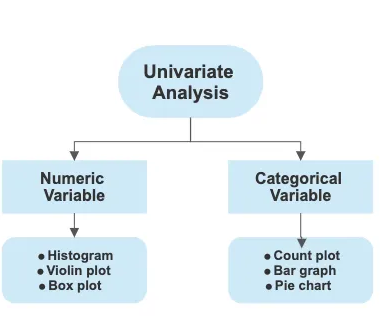 Univariate
Analysis
Numeric
Variable
Categorical
Variable
● Histogram
● Violin plot
● Box plot
● Count plot
● Bar graph
● Pie chart